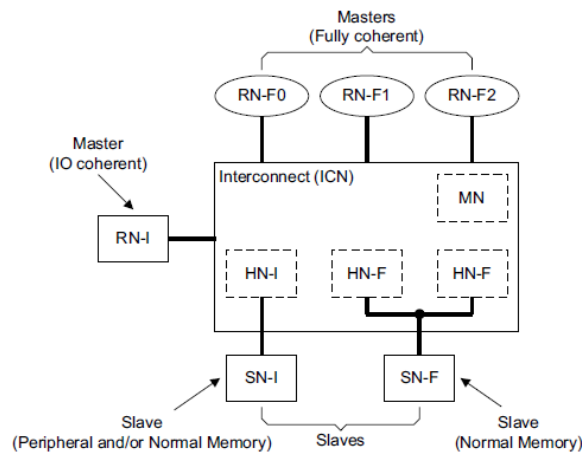 Masters
(Fully coherent)
RN-F0
RN-F1
RN-F2
Master
(IO coherent)
Interconnect (ICN)
MN
RN-I
HN-I
HN-F
HN-F
SN-I
SN-F
Slave
(Peripheral and/or Normal Memory)
Slaves
Slave
(Normal Memory)